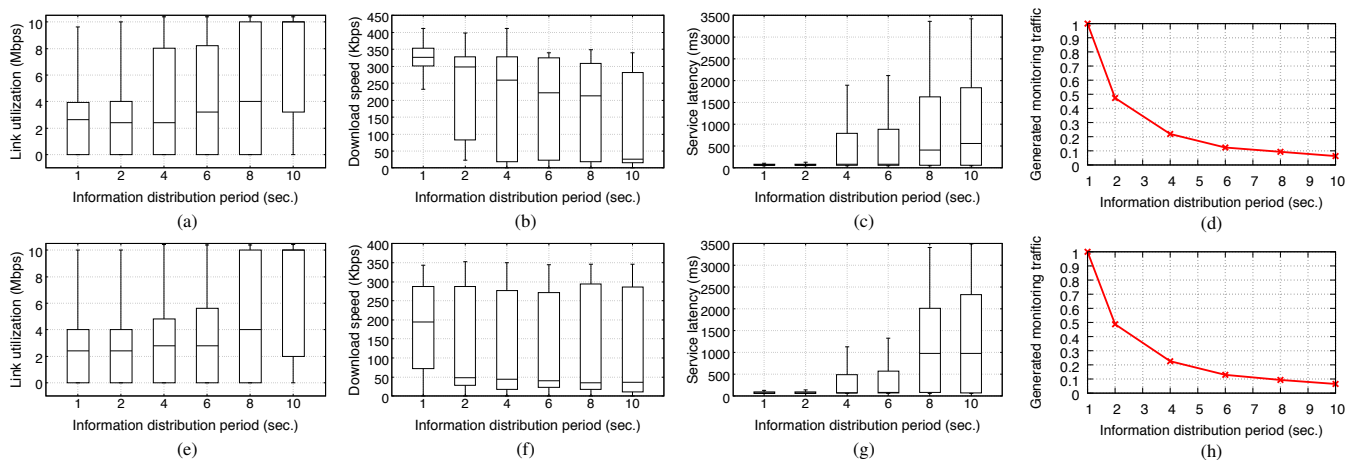 Link utilization (Mbps)
10
8
6
4
2
0
1 2 4 6 8 10
Information distribution period (sec.)
(a)
Download speed (Kbps)
450
400
350
300
250
200
150
100
50
0
1 2 4 6 8 10
Information distribution period (sec.)
(b)
Service latency (ms)
3500
3000
2500
2000
1500
1000
500
0
1 2 4 6 8 10
Information distribution period (sec.)
(c)
Generated monitoring traffic
1
0.9
0.8
0.7
0.6
0.5
0.4
0.3
0.2
0.1
0
1 2 3 4 5 6 7 8 9 10
Information distribution period (sec.)
(d)
Link utilization (Mbps)
10
8
6
4
2
0
1 2 4 6 8 10
Information distribution period (sec.)
(e)
Download speed (Kbps)
400
350
300
250
200
150
100
50
0
1 2 4 6 8 10
Information distribution period (sec.)
(f)
Service latency (ms)
3500
3000
2500
2000
1500
1000
500
0
1 2 4 6 8 10
Information distribution period (sec.)
(g)
Generated monitoring traffic
1
0.9
0.8
0.7
0.6
0.5
0.4
0.3
0.2
0.1
0
1 2 3 4 5 6 7 8 9 10
Information distribution period (sec.)
(h)